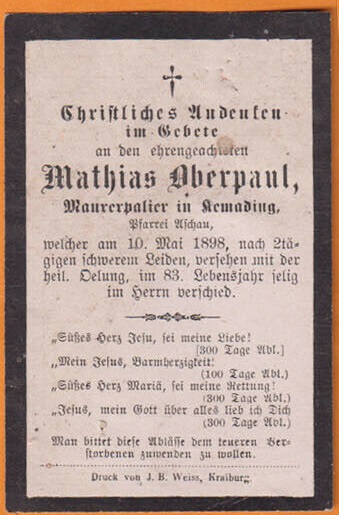 Christliches Andenken
im Gebete
an den ehrengeachteten
Mathias Oberpaul,
Maurerpalier in Kemading,
Pfarrei Aschau,
welcher am 10. Mai 1898, nach 2tä-
gigen schwerem Leiden, versehen mit der
heil. Oelung, im 83. Lebensjahr selig
im Herrn verschied.
„Süßes Herz Jesu, sei meine Liebe!
[300 Tage Abl.]
„Mein Jesus, Barmherzigkeit!
(100 Tage Abl.)
„Süßes Herz Mariä, sei meine Rettung!
(300 Tage Abl.)
„Jesus, mein Gott über alles lieb ich Dich
(300 Tage Abl.)
Man bittet diese Ablässe dem teueren Ver-
storbenen zuwenden zu wollen.
Druck von J. B. Weiss, Kraiburg.